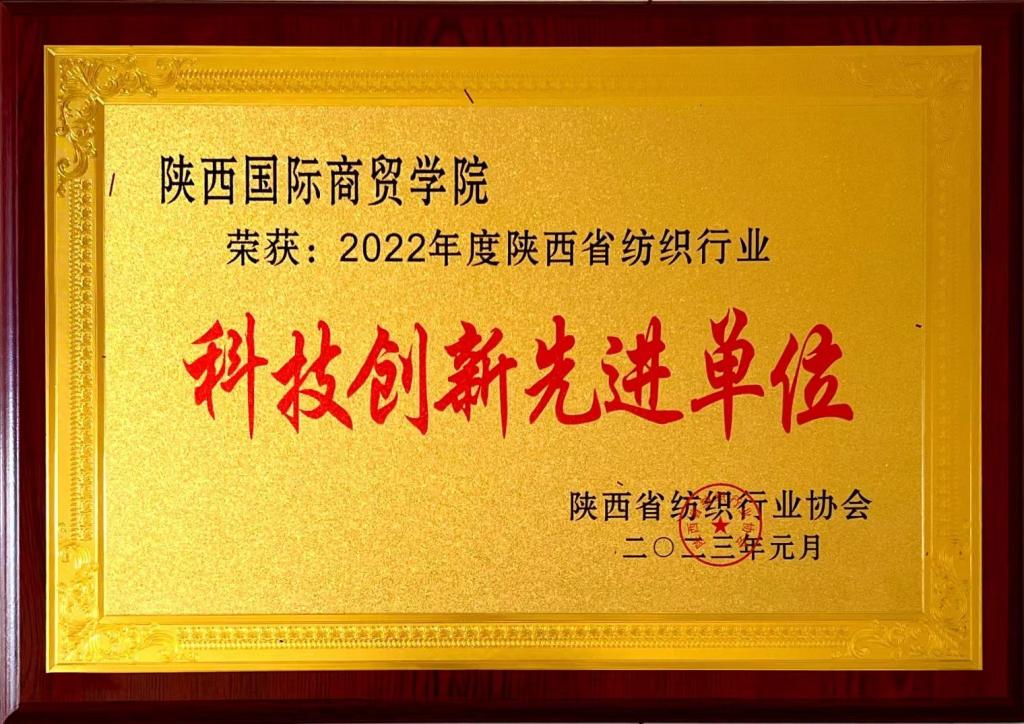 陕西国际商贸学院
荣获：2022年度陕西省纺织行业
科技创新先进单位
陕西省纺织行业协会
二〇二三年元月